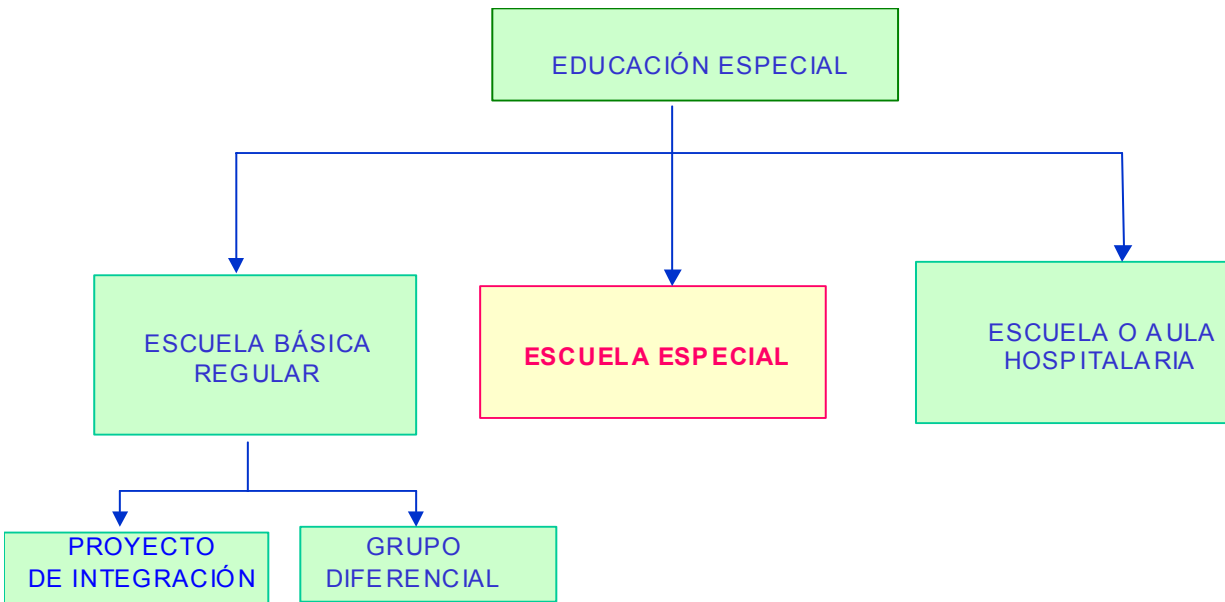 EDUCACIÓN ESPECIAL
ESCUELA BÁSICA
REGULAR
ESCUELA ESPECIAL
ESCUELA O AULA
HOSPITALARIA
PROYECTO
DE INTEGRACIÓN
GRUPO
DIFERENCIAL